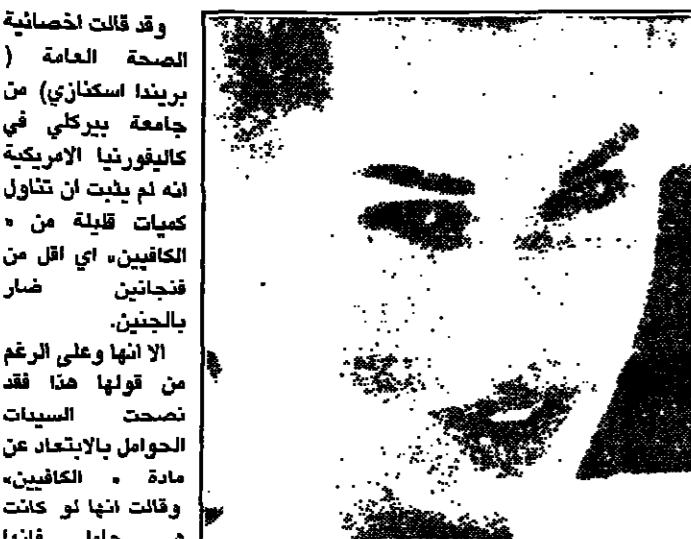 وقد قالت اخصائية
الصحة العامة (
بريندا اسكنازي) من
جامعة بيركلي في
كاليفورنيا الامريكية
انه لم يثبت ان تناول
كميات قليلة من «
الكافيين» اي اقل من
فنجانين ضار
بالجنين.
الا انها وعلى الرغم
من قولها هذا فقد
نصحت السيدات
الحوامل بالابتعاد عن
مادة « الكافيين»
وقالت انها لو كانت